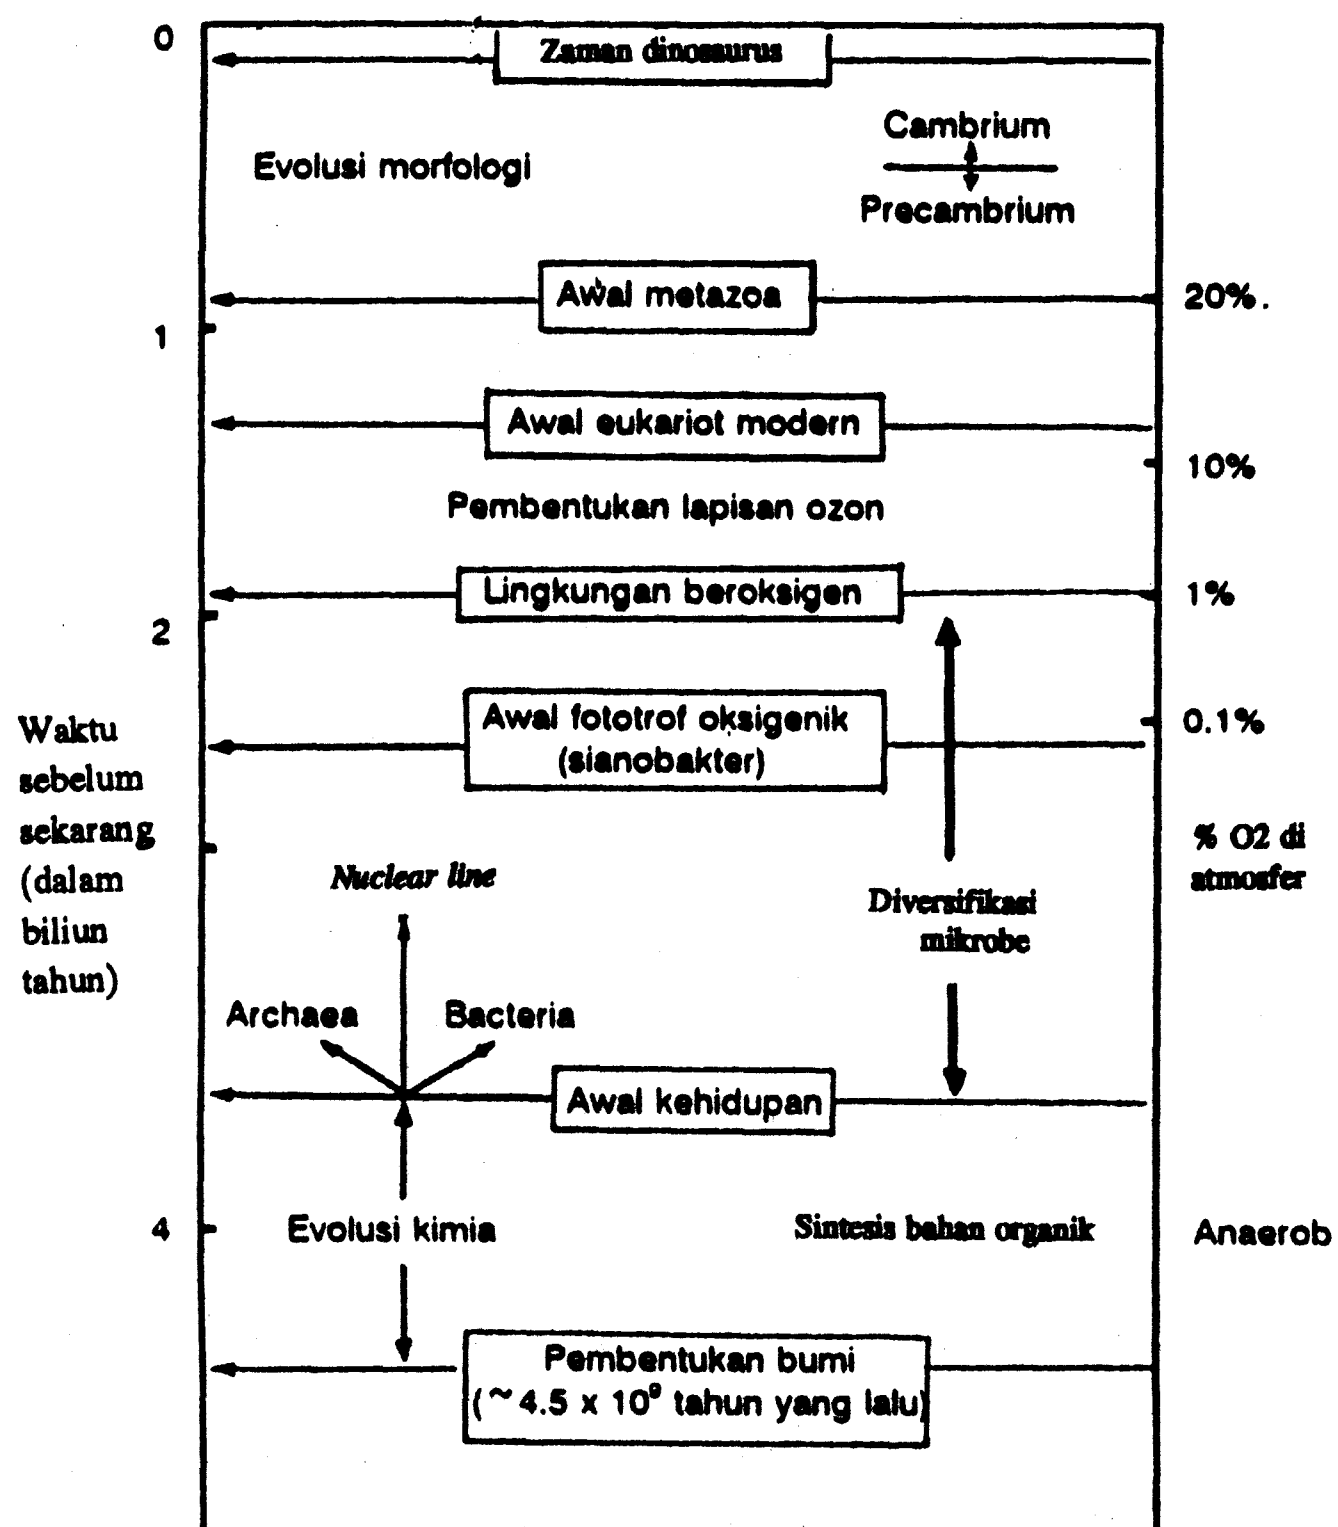 0
Zaman dinosaurus
Cambrium
Evolusi morfologi
Precambrium
Awal metazoa
20%.
1
Awal eukariot modern
10%
Pembentukan lapisan ozon
Lingkungan beroksigen
1%
2
Awal fototrof oksigenik
(sianobakter)
0.1%
Waktu
sebelum
sekarang
(dalam
biliun
tahun)
% O2 di
atmosfer
Nuclear line
Diversifikasi
mikrobe
Archaea
Bacteria
Awal kehidupan
4
Evolusi kimia
Sintesis bahan organik
Anaerob
Pembentukan bumi
(~4.5 x 10⁹ tahun yang lalu)